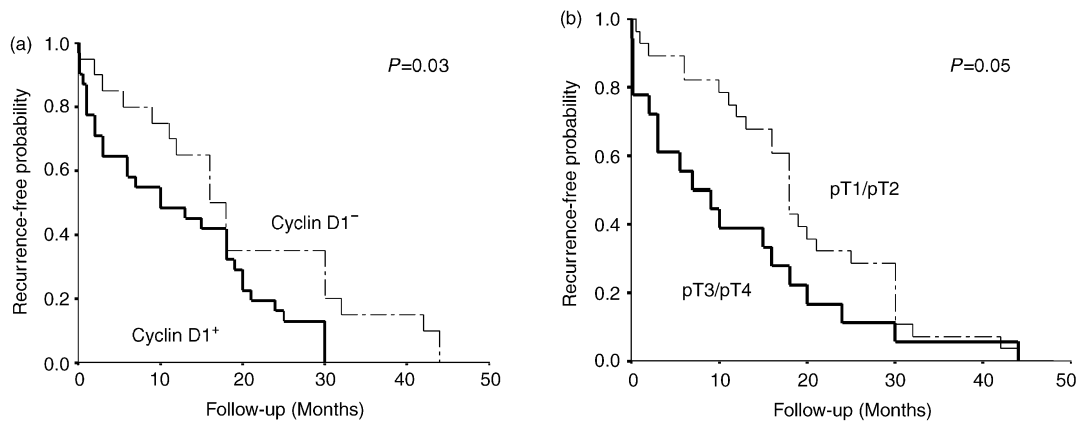 (a)
P=0.03
Recurrence-free probability
1.0
0.8
0.6
0.4
0.2
0.0
Cyclin D1⁻
Cyclin D1⁺
0 10 20 30 40 50
Follow-up (Months)
(b)
P=0.05
Recurrence-free probability
1.0
0.8
0.6
0.4
0.2
0.0
pT1/pT2
pT3/pT4
0 10 20 30 40 50
Follow-up (Months)